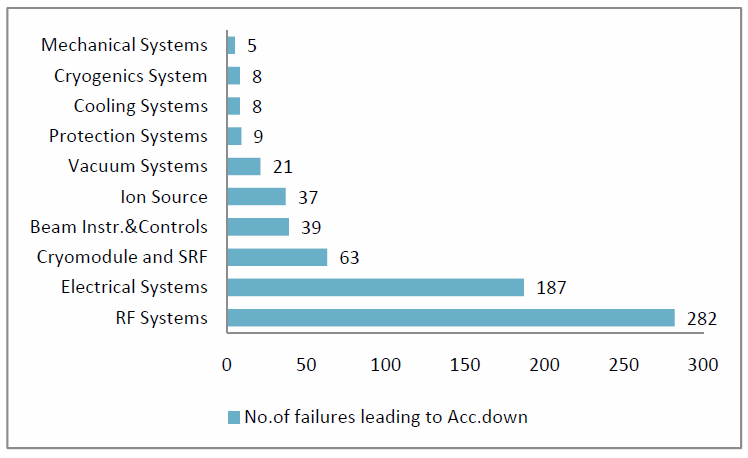 Mechanical Systems 5
Cryogenics System 8
Cooling Systems 8
Protection Systems 9
Vacuum Systems 21
Ion Source 37
Beam Instr.&Controls 39
Cryomodule and SRF 63
Electrical Systems 187
RF Systems 282
0 50 100 150 200 250 300
No.of failures leading to Acc.down